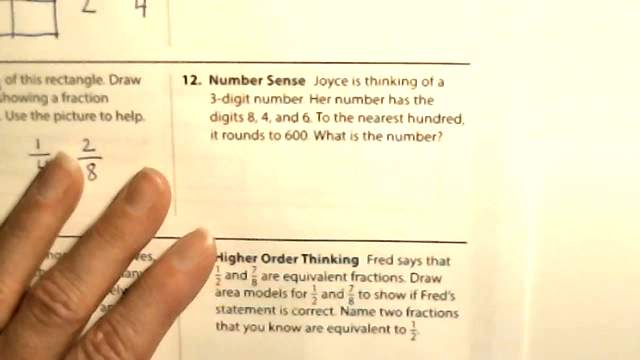 2 4
of this rectangle. Draw
howing a fraction
Use the picture to help.
1/4 2/8
12. Number Sense Joyce is thinking of a
3-digit number. Her number has the
digits 8, 4, and 6. To the nearest hundred,
it rounds to 600. What is the number?
Higher Order Thinking Fred says that
1/2 and 7/8 are equivalent fractions. Draw
area models for 1/2 and 7/8 to show if Fred's
statement is correct. Name two fractions
that you know are equivalent to 1/2.